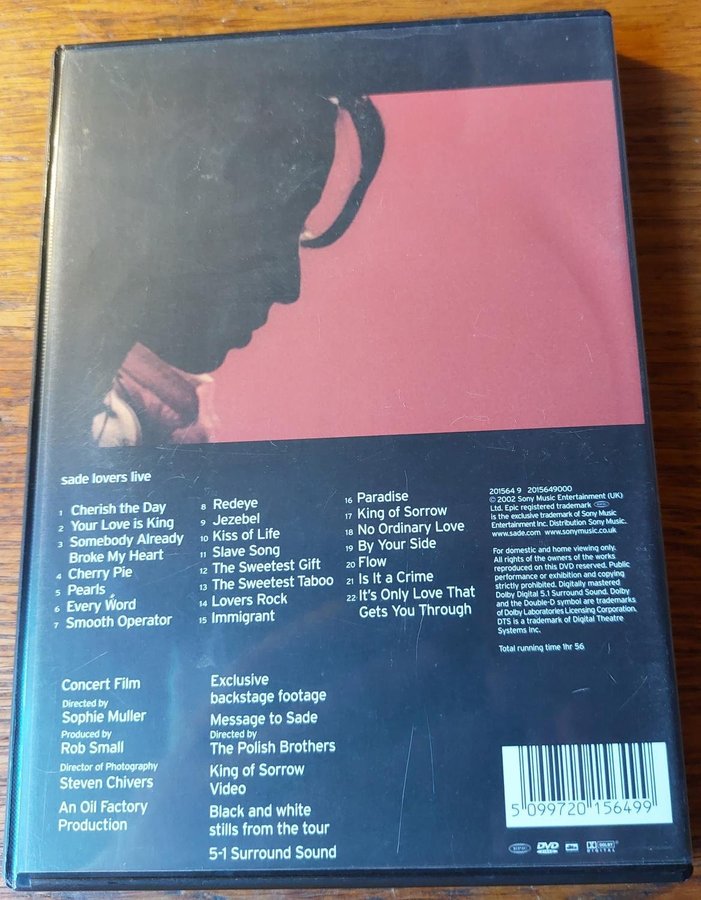 sade lovers live
1 Cherish the Day
2 Your Love is King
3 Somebody Already
Broke My Heart
4 Cherry Pie
5 Pearls
6 Every Word
7 Smooth Operator
8 Redeye
9 Jezebel
10 Kiss of Life
11 Slave Song
12 The Sweetest Gift
13 The Sweetest Taboo
14 Lovers Rock
15 Immigrant
16 Paradise
17 King of Sorrow
18 No Ordinary Love
19 By Your Side
20 Flow
21 Is It a Crime
22 It's Only Love That
Gets You Through
201564 9 2015649000
© 2002 Sony Music Entertainment (UK)
Ltd. Epic registered trademark
is the exclusive trademark of Sony Music
Entertainment Inc. Distribution Sony Music.
www.sade.com www.sonymusic.co.uk
For domestic and home viewing only.
All rights of the owners of the works
reproduced on this DVD reserved. Public
performance or exhibition and copying
strictly prohibited. Digitally mastered
Dolby Digital 5.1 Surround Sound. Dolby
and the Double-D symbol are trademarks
of Dolby Laboratories Licensing Corporation.
DTS is a trademark of Digital Theatre
Systems Inc.
Total running time 1hr 56
Concert Film
Directed by
Sophie Muller
Produced by
Rob Small
Director of Photography
Steven Chivers
An Oil Factory
Production
Exclusive
backstage footage
Message to Sade
Directed by
The Polish Brothers
King of Sorrow
Video
Black and white
stills from the tour
5-1 Surround Sound
5 099720 156499
DVD dts DOLBY
DIGITAL